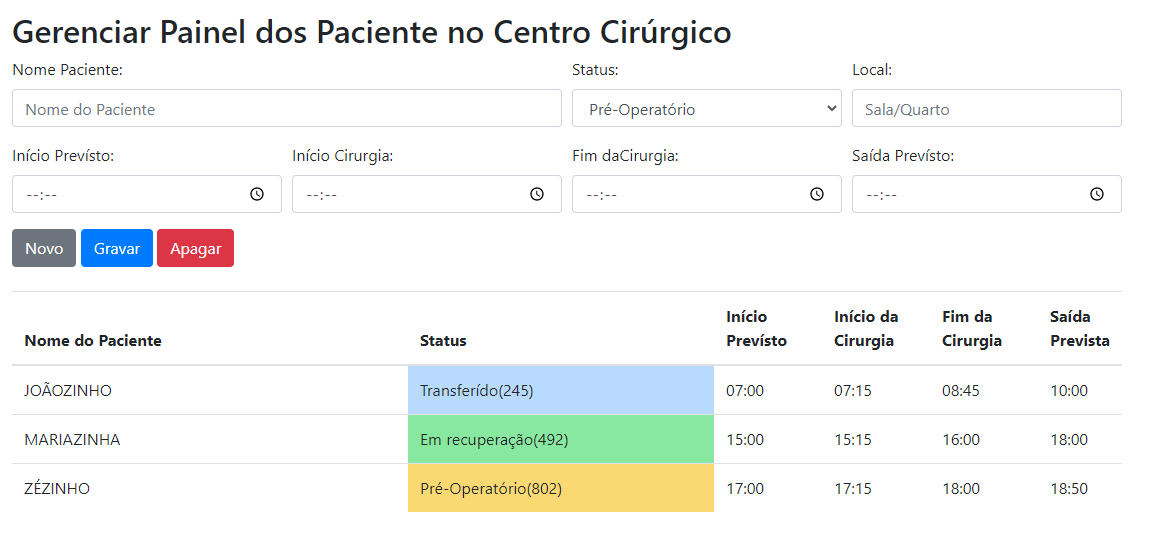 Gerenciar Painel dos Paciente no Centro Cirúrgico
Nome Paciente: Status: Local:
Nome do Paciente Pré-Operatório Sala/Quarto
Início Prevísto: Início Cirurgia: Fim daCirurgia: Saída Prevísto:
--:-- --:-- --:-- --:--
Novo Gravar Apagar
Nome do Paciente Status Início Prevísto Início da Cirurgia Fim da Cirurgia Saída Prevista
JOÃOZINHO Transferído(245) 07:00 07:15 08:45 10:00
MARIAZINHA Em recuperação(492) 15:00 15:15 16:00 18:00
ZÉZINHO Pré-Operatório(802) 17:00 17:15 18:00 18:50